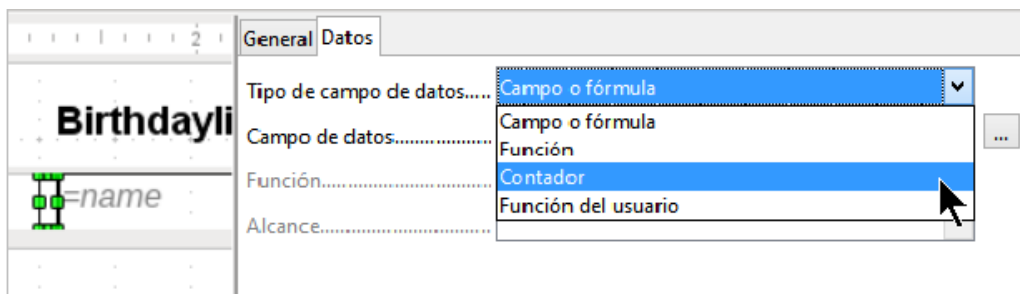 2
General Datos
Tipo de campo de datos..... Campo o fórmula
Birthdayli
Campo de datos.................. Campo o fórmula
...
Función
=name
Función................................ Contador
Función del usuario
Alcance................................